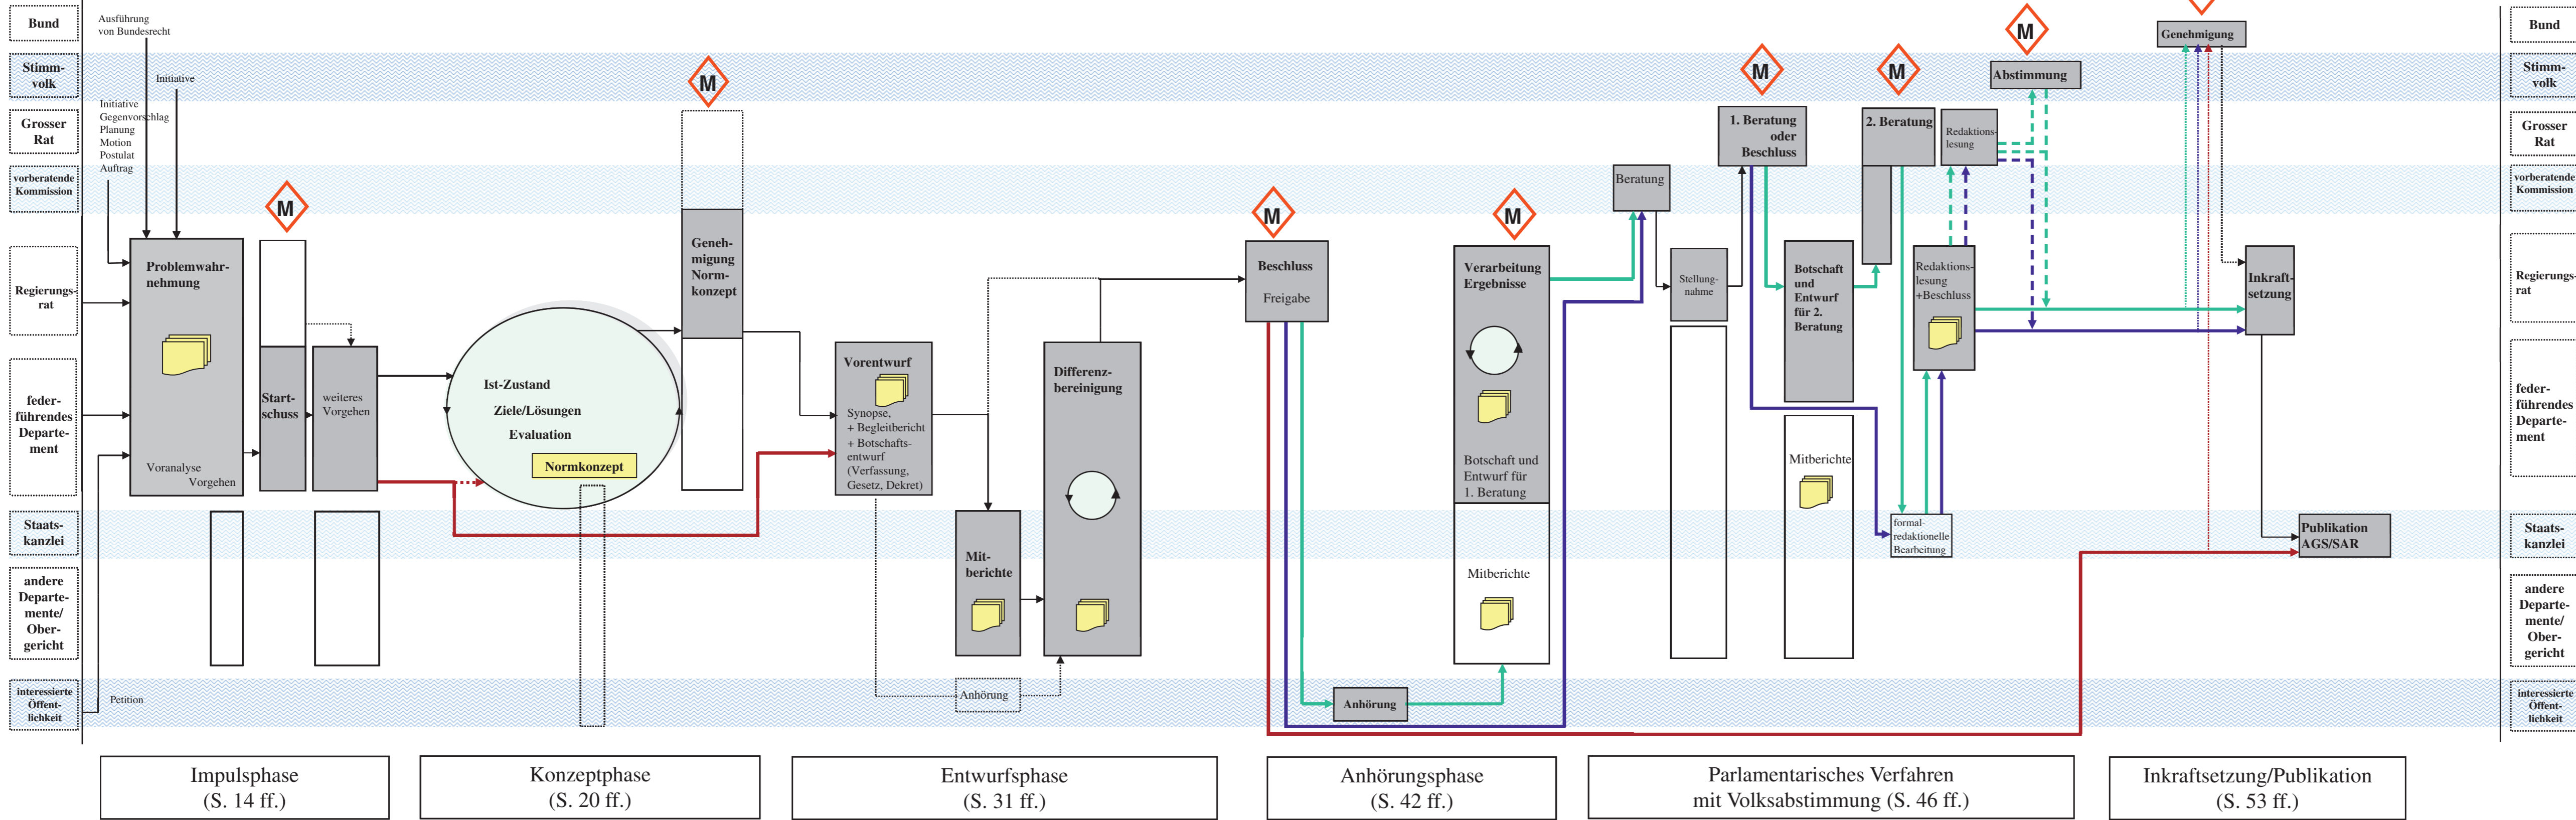 Bund
Stimm-
volk
Grosser
Rat
vorberatende
Kommission
Regierungs-
rat
feder-
führendes
Departe-
ment
Staats-
kanzlei
andere
Departe-
mente/
Ober-
gericht
interessierte
Öffent-
lichkeit
Ausführung
von Bundesrecht
Initiative
Initiative
Gegenvorschlag
Planung
Motion
Postulat
Auftrag
Petition
Problemwahr-
nehmung
Voranalyse
Vorgehen
M
Start-
schuss
weiteres
Vorgehen
Ist-Zustand
Ziele/Lösungen
Evaluation
Normkonzept
M
Geneh-
migung
Norm-
konzept
Vorentwurf
Synopse,
+ Begleitbericht
+ Botschafts-
entwurf
(Verfassung,
Gesetz, Dekret)
Mit-
berichte
Anhörung
Differenz-
bereinigung
M
Beschluss
Freigabe
Anhörung
M
Verarbeitung
Ergebnisse
Botschaft und
Entwurf für
1. Beratung
Mitberichte
Beratung
Stellung-
nahme
M
1. Beratung
oder
Beschluss
Botschaft
und
Entwurf
für 2.
Beratung
Mitberichte
M
2. Beratung
formal-
redaktionelle
Bearbeitung
Redaktions-
lesung
+Beschluss
Redaktions-
lesung
M
Abstimmung
Genehmigung
Inkraft-
setzung
Publikation
AGS/SAR
Bund
Stimm-
volk
Grosser
Rat
vorberatende
Kommission
Regierungs-
rat
feder-
führendes
Departe-
ment
Staats-
kanzlei
andere
Departe-
mente/
Ober-
gericht
interessierte
Öffent-
lichkeit
Impulsphase
(S. 14 ff.)
Konzeptphase
(S. 20 ff.)
Entwurfsphase
(S. 31 ff.)
Anhörungsphase
(S. 42 ff.)
Parlamentarisches Verfahren
mit Volksabstimmung (S. 46 ff.)
Inkraftsetzung/Publikation
(S. 53 ff.)